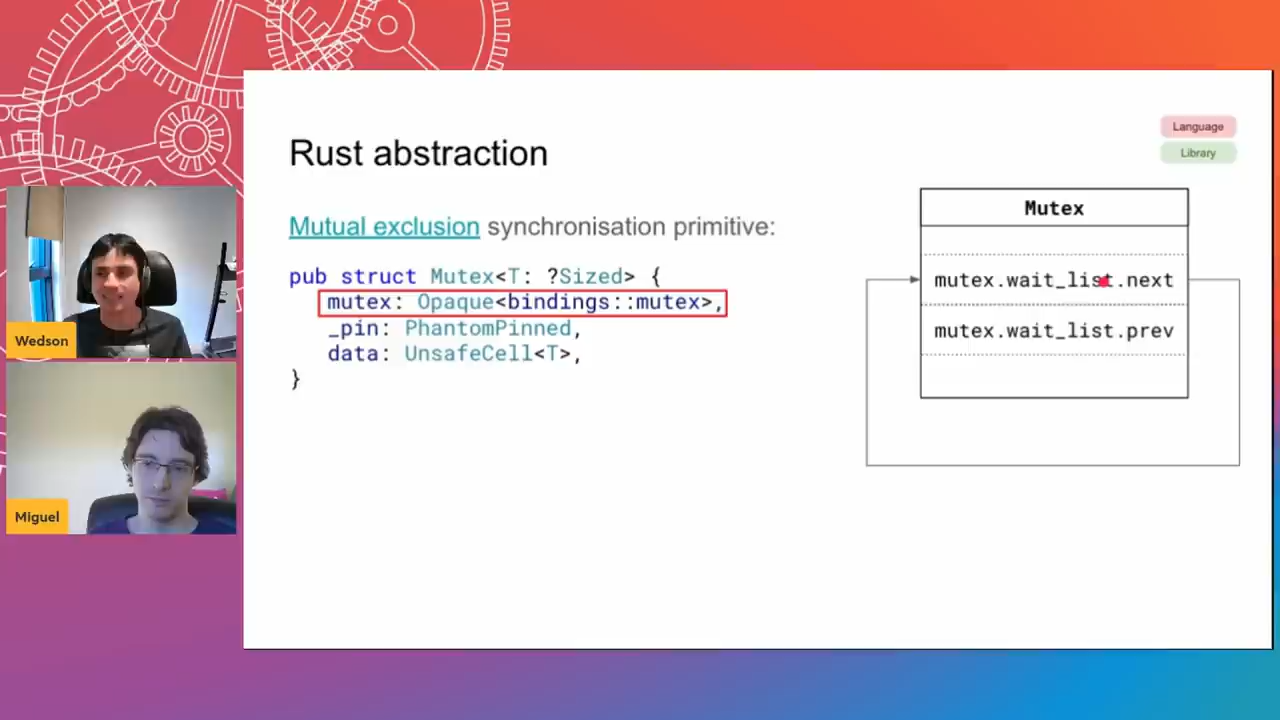 Rust abstraction
Language
Library
Mutual exclusion synchronisation primitive:
pub struct Mutex<T: ?Sized> {
mutex: Opaque<bindings::mutex>,
_pin: PhantomPinned,
data: UnsafeCell<T>,
}
Mutex
mutex.wait_list.next
mutex.wait_list.prev
Wedson
Miguel